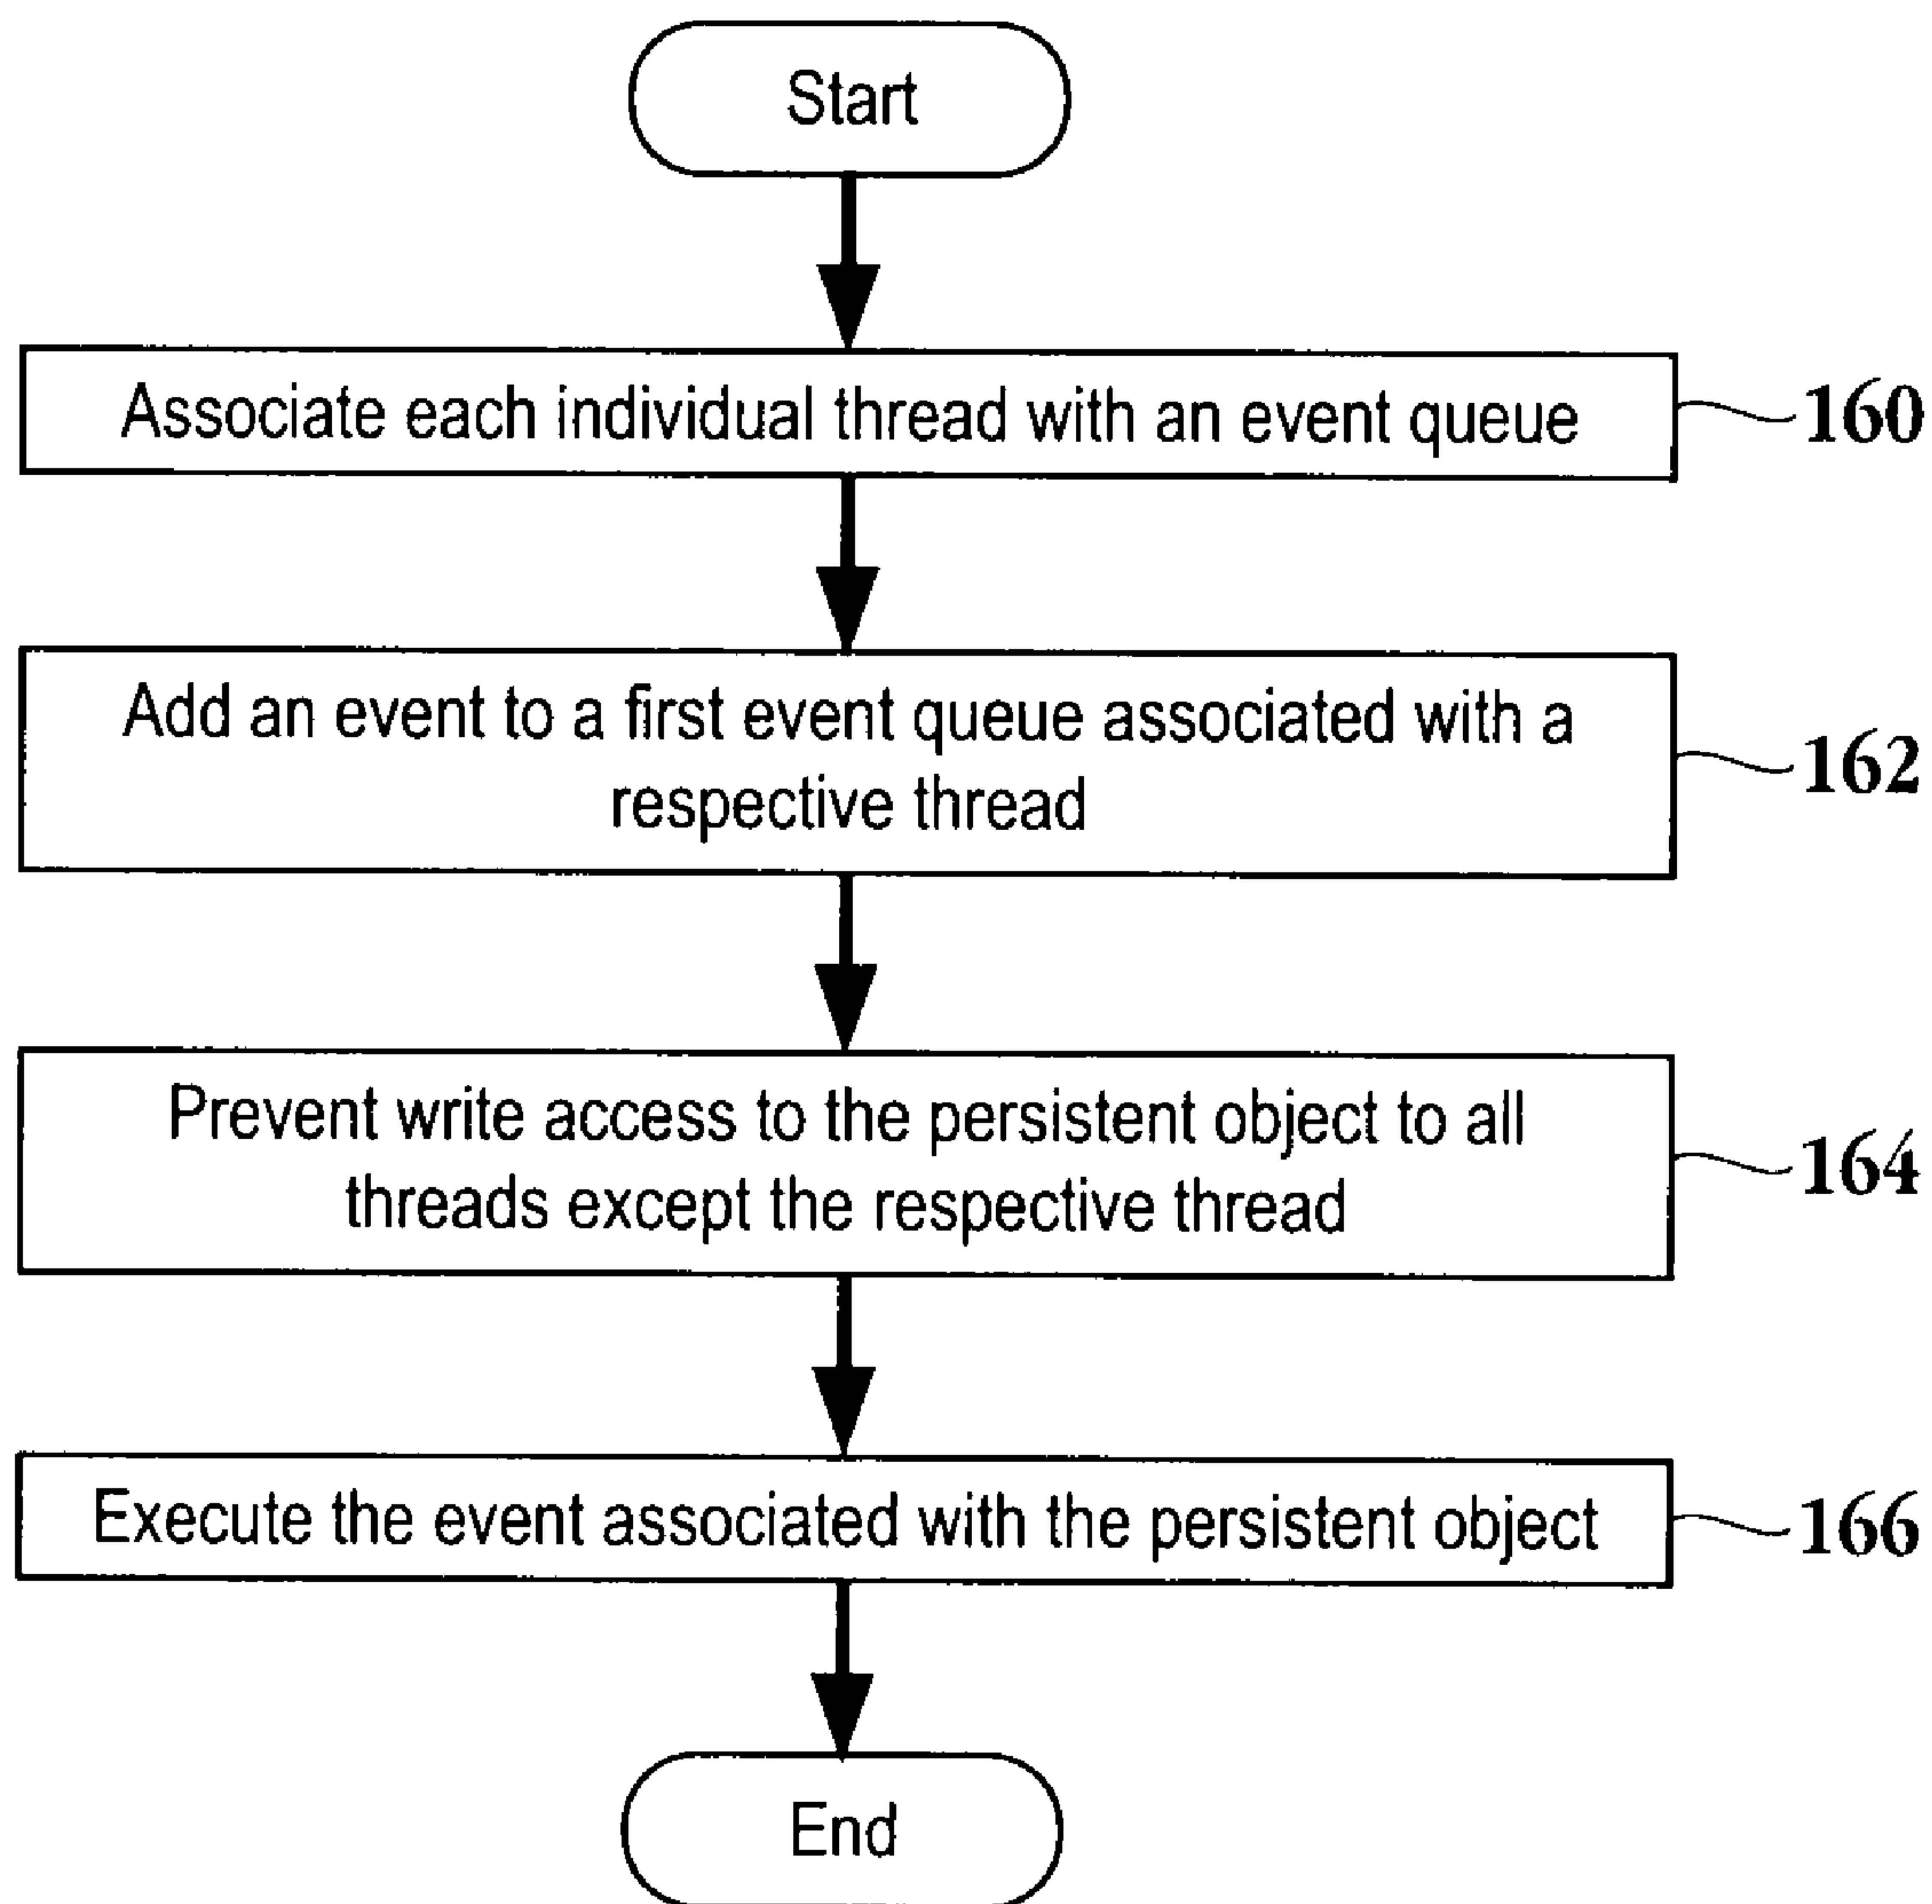 Start
Associate each individual thread with an event queue
160
Add an event to a first event queue associated with a
respective thread
162
Prevent write access to the persistent object to all
threads except the respective thread
164
Execute the event associated with the persistent object
166
End